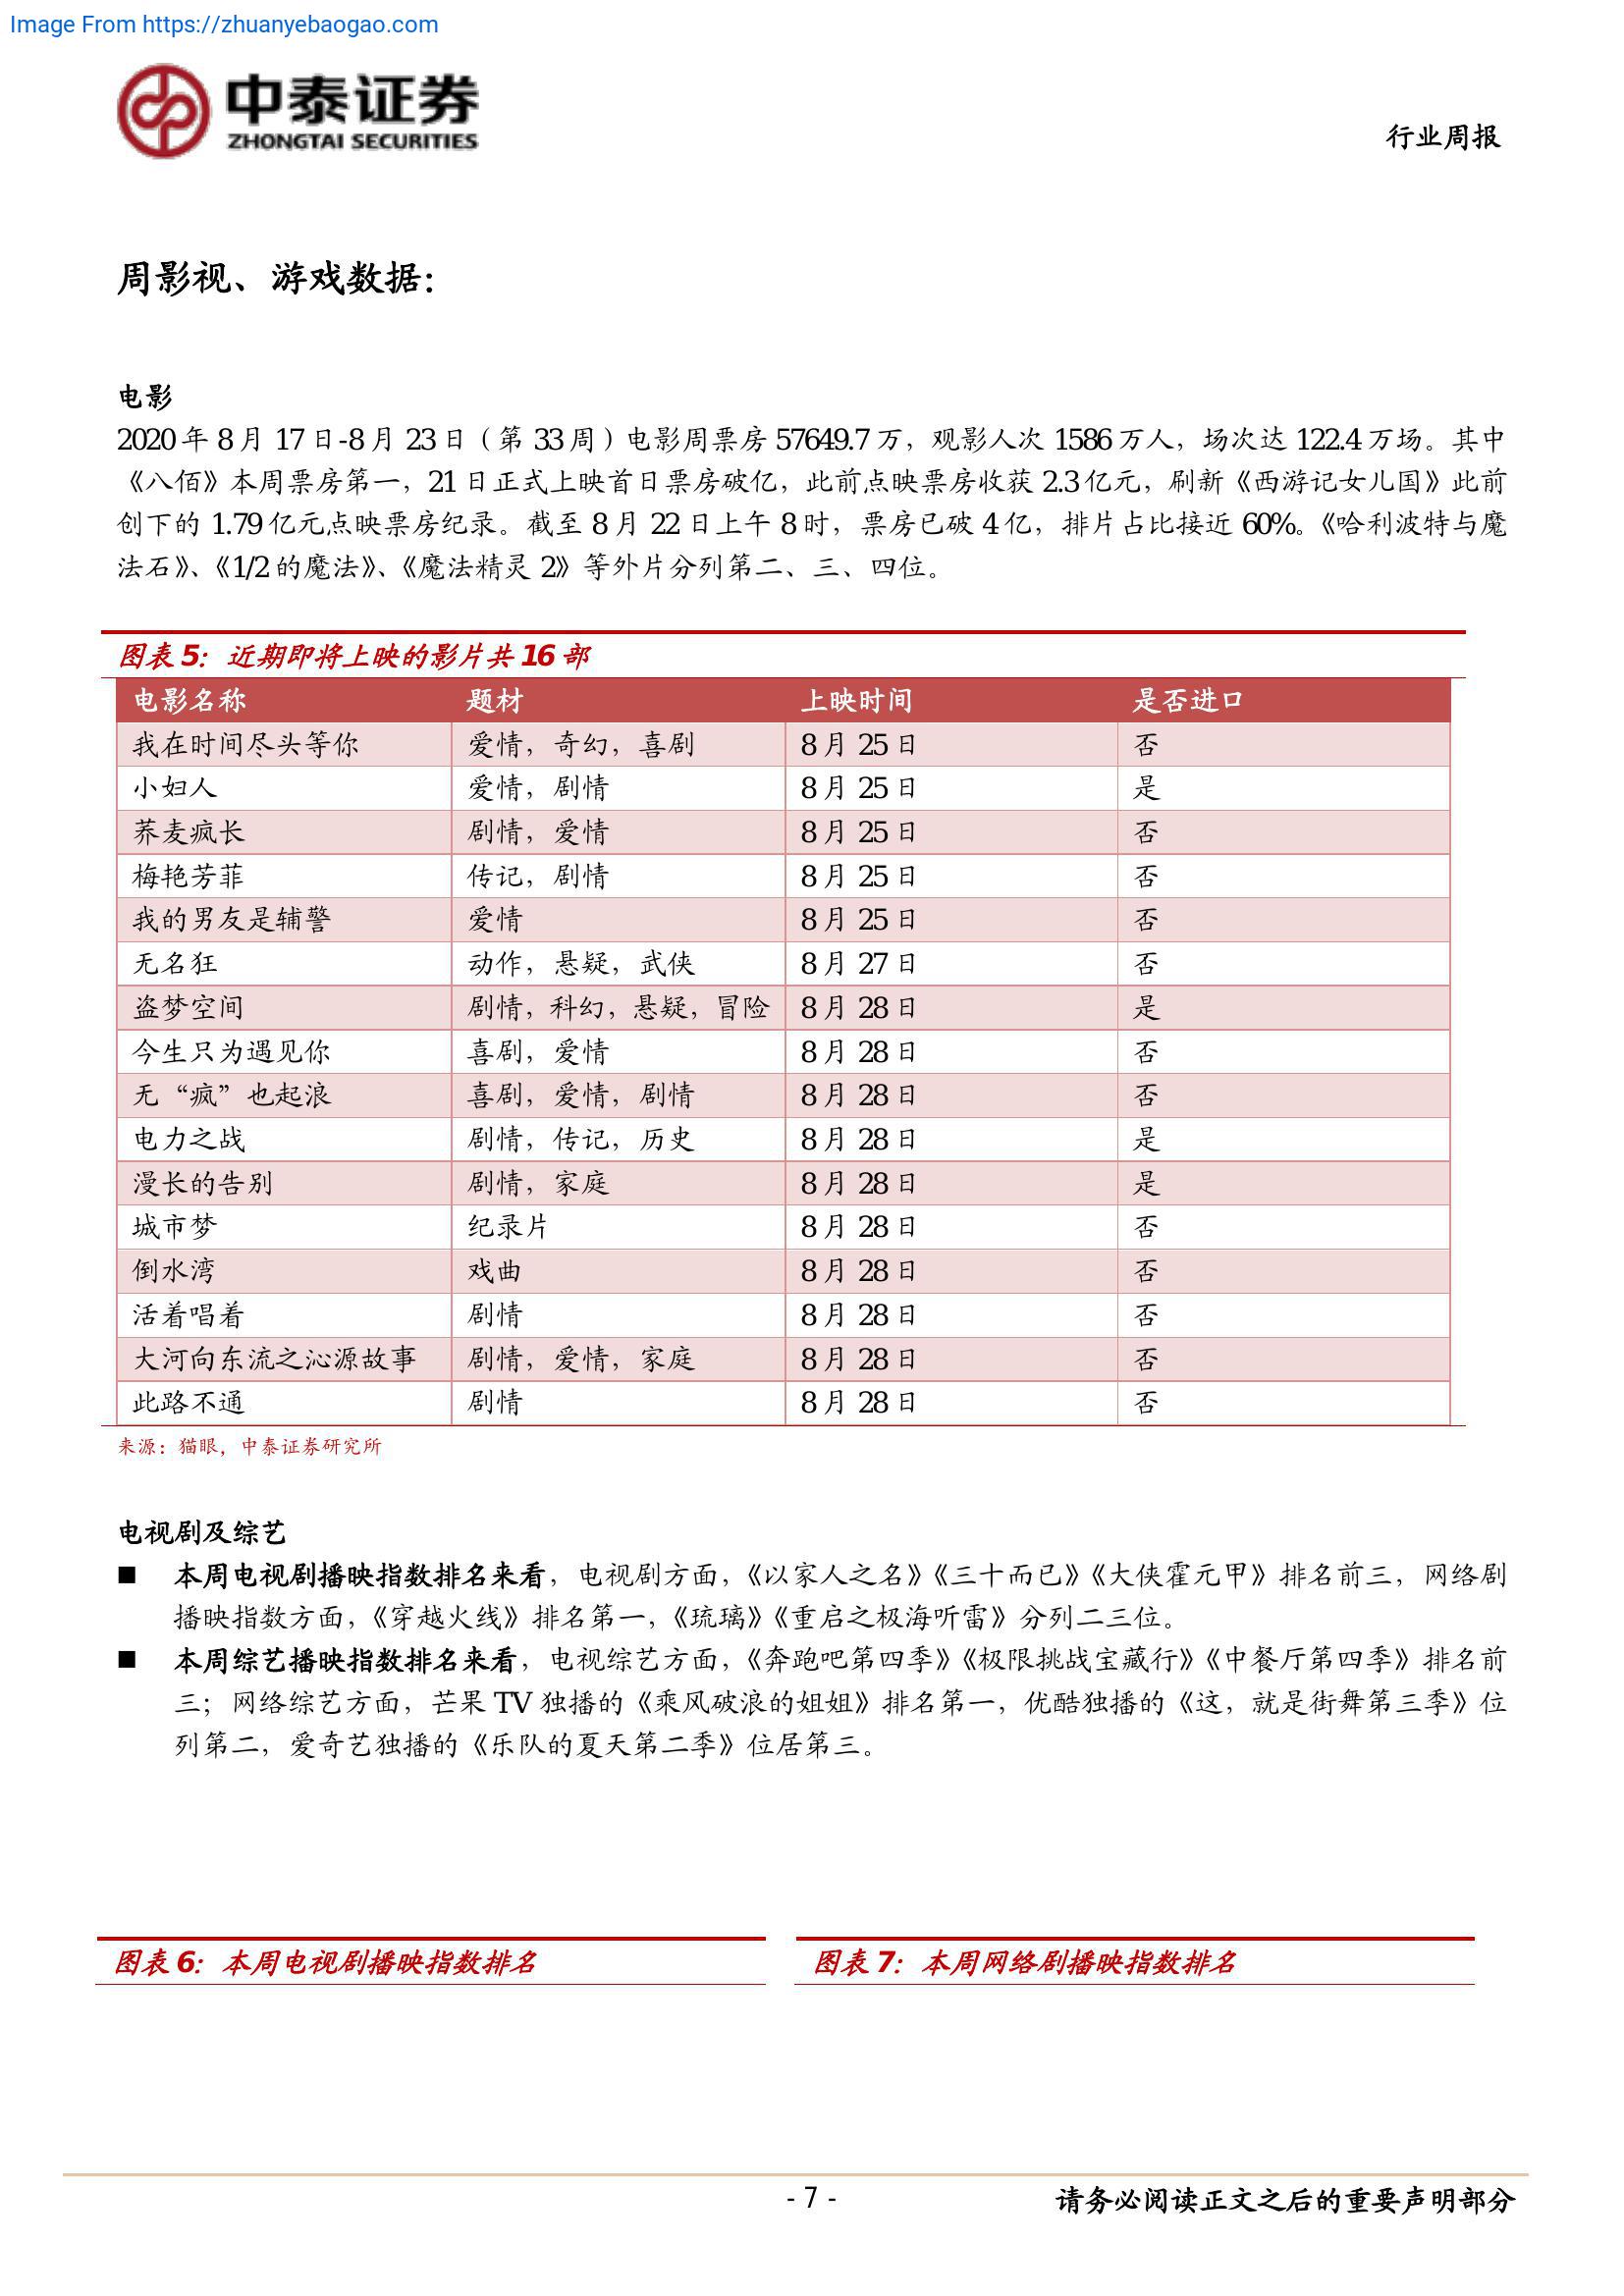 Image From https://zhuanyebaogao.com
中泰证券
ZHONGTAI SECURITIES
行业周报
周影视、游戏数据：
电影
2020 年 8 月 17 日-8 月 23 日（第 33 周）电影周票房 57649.7 万，观影人次 1586 万人，场次达 122.4 万场。其中
《八佰》本周票房第一，21 日正式上映首日票房破亿，此前点映票房收获 2.3 亿元，刷新《西游记女儿国》此前
创下的 1.79 亿元点映票房纪录。截至 8 月 22 日上午 8 时，票房已破 4 亿，排片占比接近 60%。《哈利波特与魔
法石》、《1/2 的魔法》、《魔法精灵 2》等外片分列第二、三、四位。
图表 5：近期即将上映的影片共 16 部
电影名称 题材 上映时间 是否进口
我在时间尽头等你 爱情，奇幻，喜剧 8 月 25 日 否
小妇人 爱情，剧情 8 月 25 日 是
荞麦疯长 剧情，爱情 8 月 25 日 否
梅艳芳菲 传记，剧情 8 月 25 日 否
我的男友是辅警 爱情 8 月 25 日 否
无名狂 动作，悬疑，武侠 8 月 27 日 否
盗梦空间 剧情，科幻，悬疑，冒险 8 月 28 日 是
今生只为遇见你 喜剧，爱情 8 月 28 日 否
无“疯”也起浪 喜剧，爱情，剧情 8 月 28 日 否
电力之战 剧情，传记，历史 8 月 28 日 是
漫长的告别 剧情，家庭 8 月 28 日 是
城市梦 纪录片 8 月 28 日 否
倒水湾 戏曲 8 月 28 日 否
活着唱着 剧情 8 月 28 日 否
大河向东流之沁源故事 剧情，爱情，家庭 8 月 28 日 否
此路不通 剧情 8 月 28 日 否
来源：猫眼，中泰证券研究所
电视剧及综艺
■ 本周电视剧播映指数排名来看，电视剧方面，《以家人之名》《三十而已》《大侠霍元甲》排名前三，网络剧
播映指数方面，《穿越火线》排名第一，《琉璃》《重启之极海听雷》分列二三位。
■ 本周综艺播映指数排名来看，电视综艺方面，《奔跑吧第四季》《极限挑战宝藏行》《中餐厅第四季》排名前
三；网络综艺方面，芒果 TV 独播的《乘风破浪的姐姐》排名第一，优酷独播的《这，就是街舞第三季》位
列第二，爱奇艺独播的《乐队的夏天第二季》位居第三。
图表 6：本周电视剧播映指数排名
图表 7：本周网络剧播映指数排名
- 7 -
请务必阅读正文之后的重要声明部分